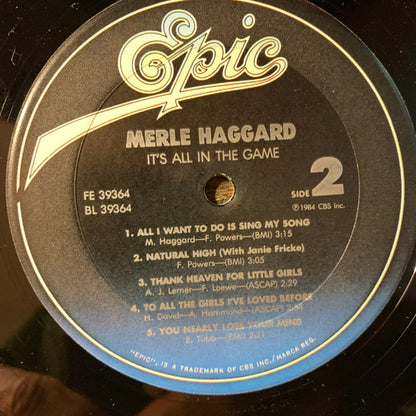 Epic
MERLE HAGGARD
IT'S ALL IN THE GAME
FE 39364
BL 39364
SIDE 2
℗ 1984 CBS Inc.
1. ALL I WANT TO DO IS SING MY SONG
M. Haggard—F. Powers—(BMI) 3:15
2. NATURAL HIGH (With Janie Fricke)
F. Powers—(BMI) 3:05
3. THANK HEAVEN FOR LITTLE GIRLS
A. J. Lerner—F. Loewe—(ASCAP) 2:29
4. TO ALL THE GIRLS I'VE LOVED BEFORE
H. David—A. Hammond—(ASCAP)
5. YOU NEARLY LOSE YOUR MIND
E. Tubb—(BMI) 2:21
"EPIC," IS A TRADEMARK OF CBS INC./MARCA REG.